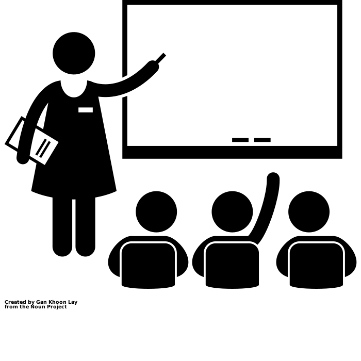 Created by Gan Khoon Lay
from the Noun Project